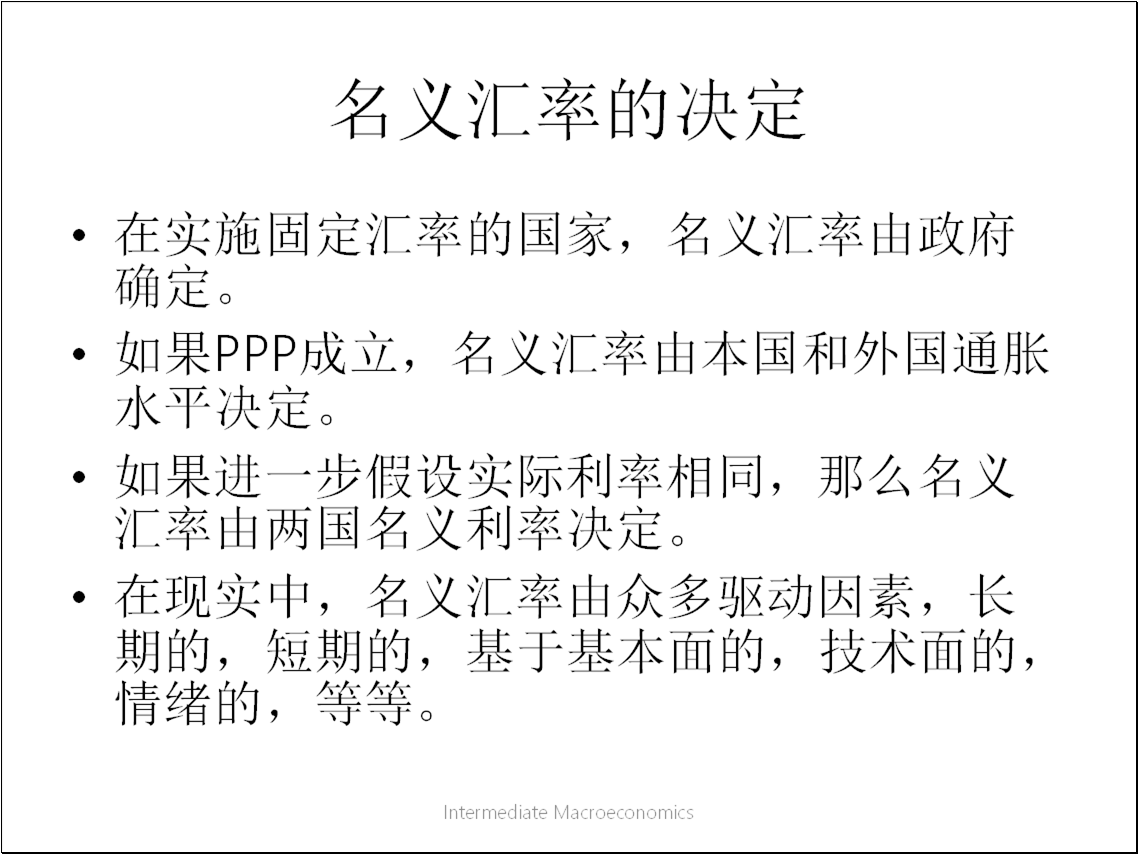 名义汇率的决定
• 在实施固定汇率的国家，名义汇率由政府
确定。
• 如果PPP成立，名义汇率由本国和外国通胀
水平决定。
• 如果进一步假设实际利率相同，那么名义
汇率由两国名义利率决定。
• 在现实中，名义汇率由众多驱动因素，长
期的，短期的，基于基本面的，技术面的，
情绪的，等等。
Intermediate Macroeconomics